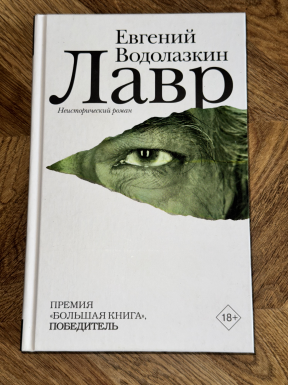 Евгений
Водолазкин
Лавр
Неисторический роман
ПРЕМИЯ
«БОЛЬШАЯ КНИГА»,
ПОБЕДИТЕЛЬ
18+